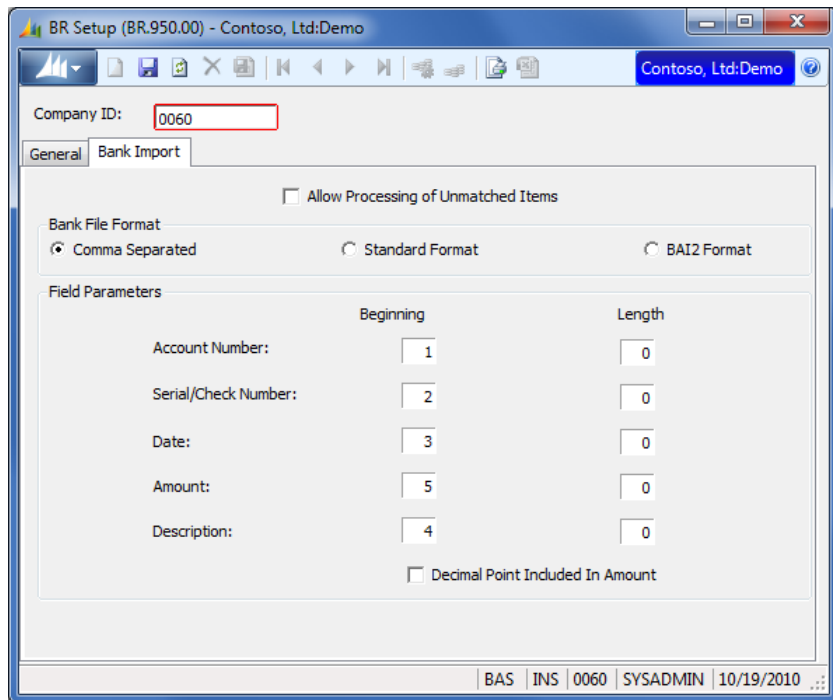 BR Setup (BR.950.00) - Contoso, Ltd:Demo
Contoso, Ltd:Demo
Company ID: 0060
General Bank Import
Allow Processing of Unmatched Items
Bank File Format
Comma Separated Standard Format BAI2 Format
Field Parameters
Beginning Length
Account Number: 1 0
Serial/Check Number: 2 0
Date: 3 0
Amount: 5 0
Description: 4 0
Decimal Point Included In Amount
BAS INS 0060 SYSADMIN 10/19/2010